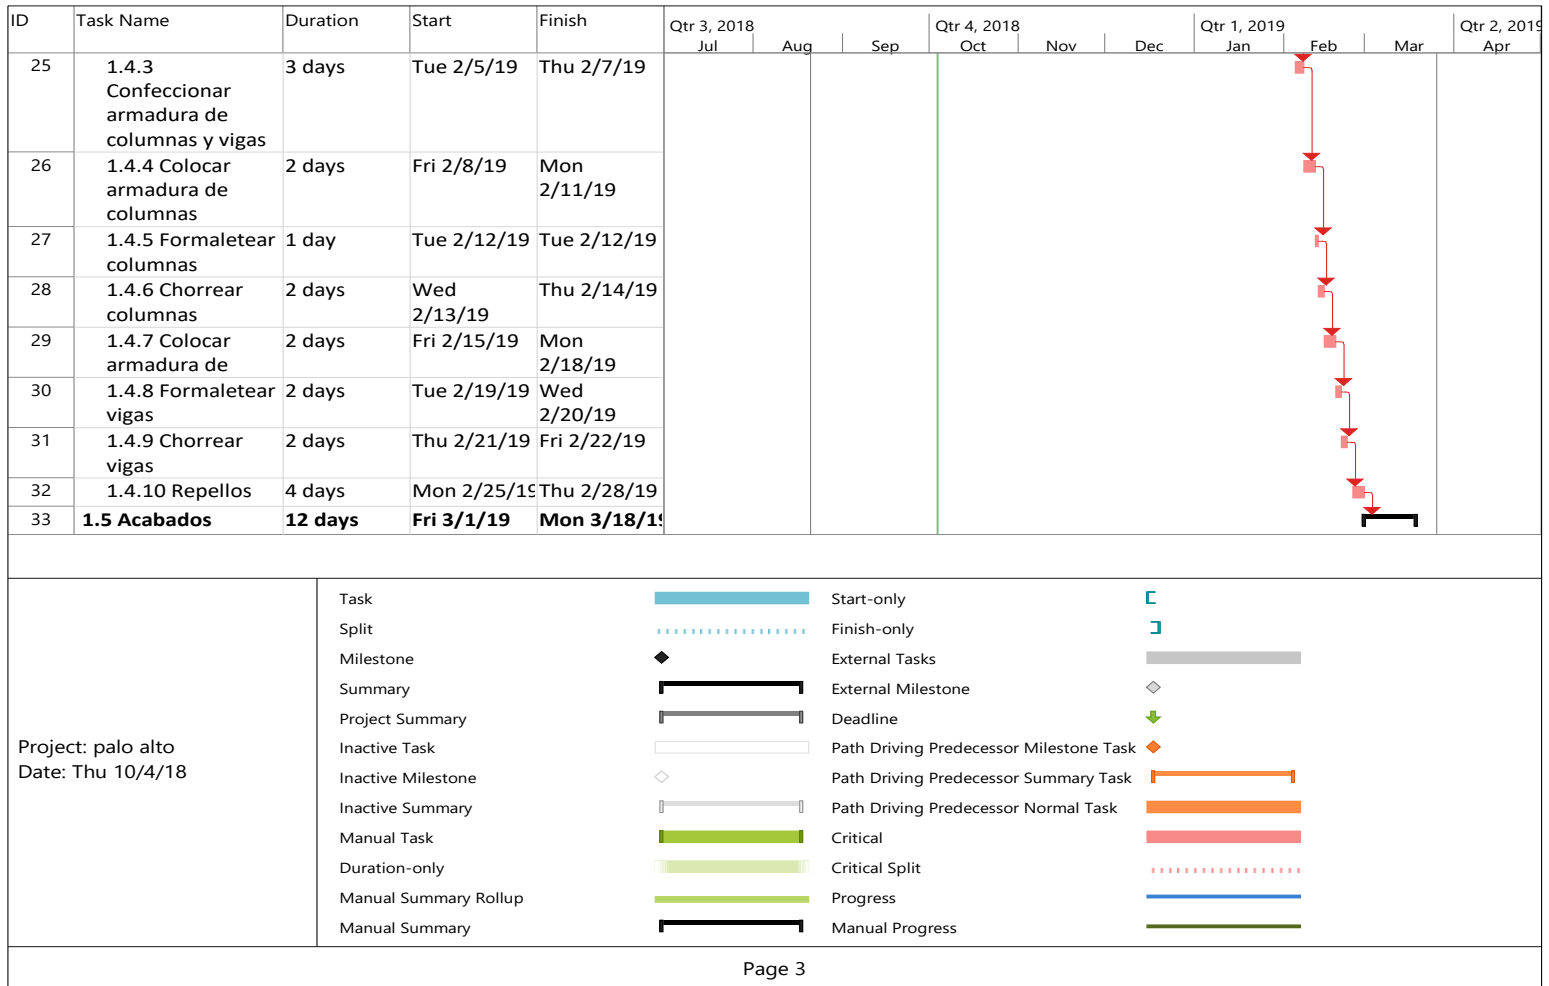 ID Task Name Duration Start Finish Qtr 3, 2018 Qtr 4, 2018 Qtr 1, 2019 Qtr 2, 2019
Jul Aug Sep Oct Nov Dec Jan Feb Mar Apr
25 1.4.3 3 days Tue 2/5/19 Thu 2/7/19
Confeccionar
armadura de
columnas y vigas
26 1.4.4 Colocar 2 days Fri 2/8/19 Mon
armadura de 2/11/19
columnas
27 1.4.5 Formaletear 1 day Tue 2/12/19 Tue 2/12/19
columnas
28 1.4.6 Chorrear 2 days Wed Thu 2/14/19
columnas 2/13/19
29 1.4.7 Colocar 2 days Fri 2/15/19 Mon
armadura de 2/18/19
30 1.4.8 Formaletear 2 days Tue 2/19/19 Wed
vigas 2/20/19
31 1.4.9 Chorrear 2 days Thu 2/21/19 Fri 2/22/19
vigas
32 1.4.10 Repellos 4 days Mon 2/25/19 Thu 2/28/19
33 1.5 Acabados 12 days Fri 3/1/19 Mon 3/18/19
Project: palo alto
Date: Thu 10/4/18
Task
Split
Milestone
Summary
Project Summary
Inactive Task
Inactive Milestone
Inactive Summary
Manual Task
Duration-only
Manual Summary Rollup
Manual Summary
Start-only
Finish-only
External Tasks
External Milestone
Deadline
Path Driving Predecessor Milestone Task
Path Driving Predecessor Summary Task
Path Driving Predecessor Normal Task
Critical
Critical Split
Progress
Manual Progress
Page 3